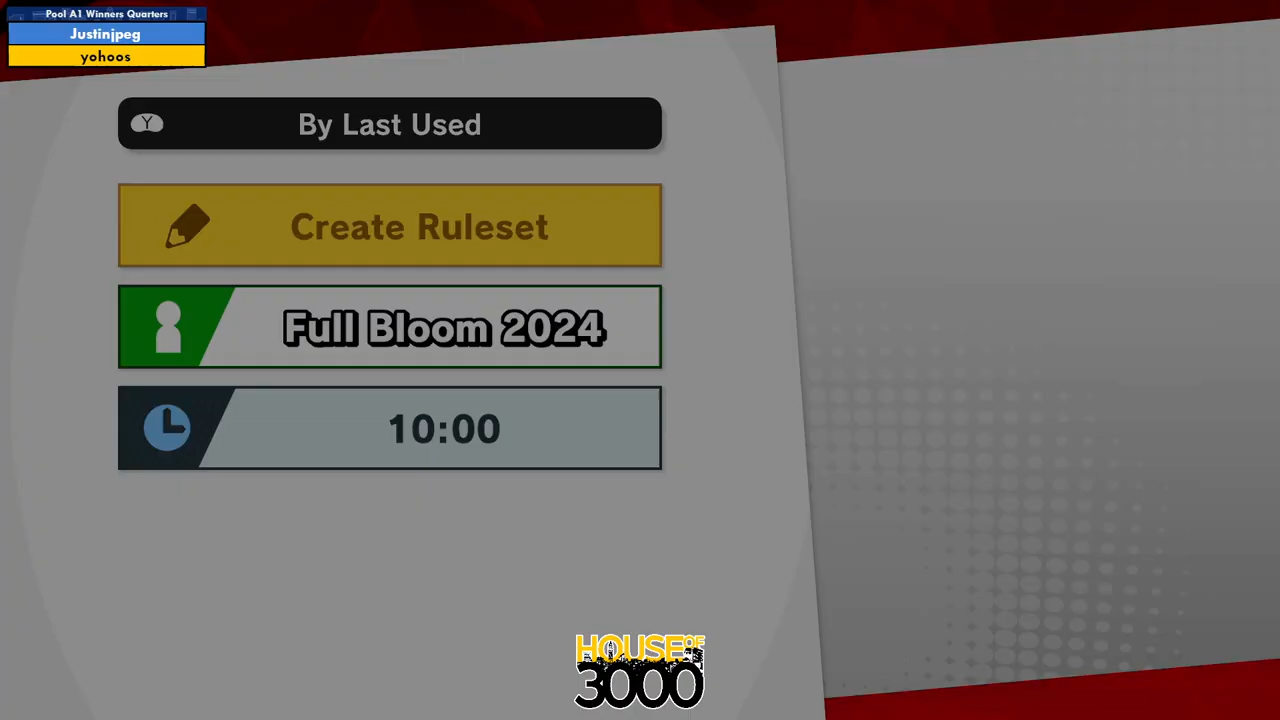 Pool A1 Winners Quarters
Justinjpeg
yohoos
Y
By Last Used
Create Ruleset
Full Bloom 2024
10:00
HOUSE OF
3000